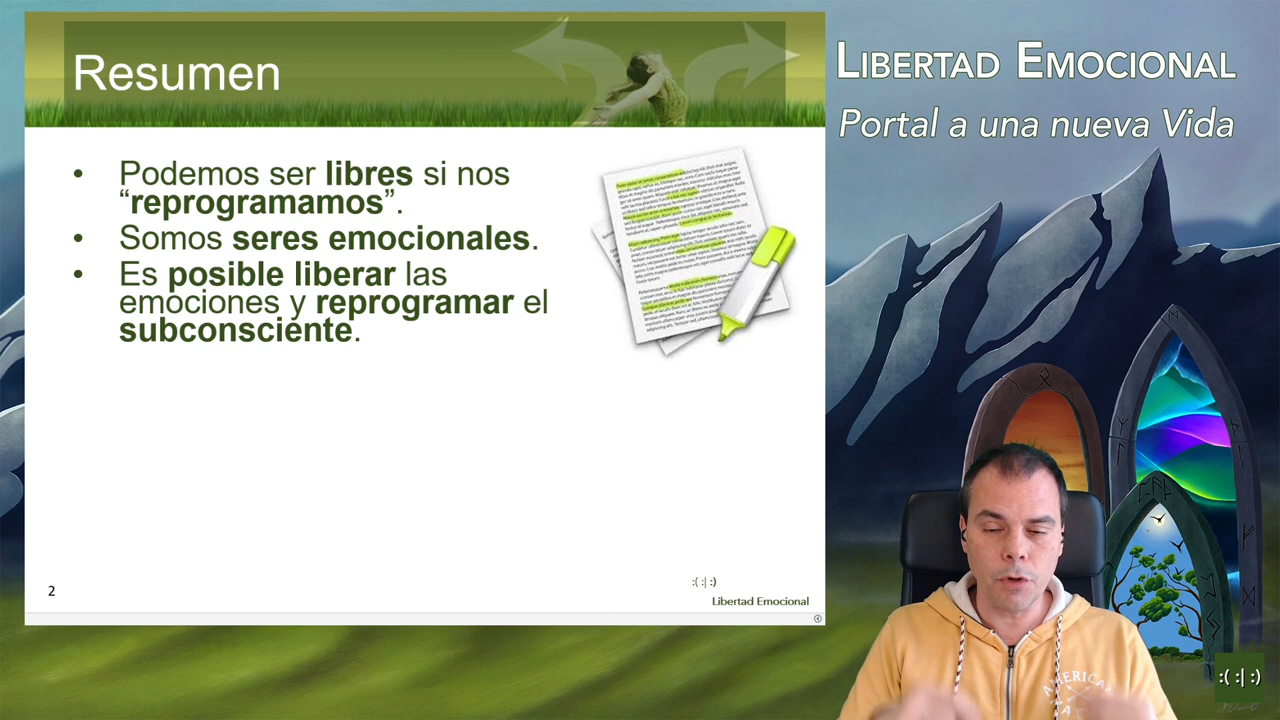 Resumen
• Podemos ser libres si nos
“reprogramamos”.
• Somos seres emocionales.
• Es posible liberar las
emociones y reprogramar el
subconsciente.
2
:( :| :)
Libertad Emocional
LIBERTAD EMOCIONAL
Portal a una nueva Vida
AMERICAN
:( :| :)